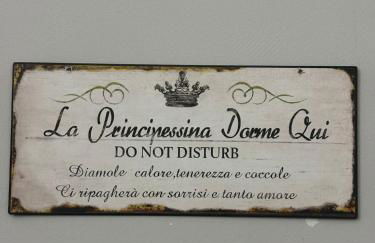 La Principessina Dorme Qui
DO NOT DISTURB
Diamole calore,tenerezza e coccole
Ci ripagherà con sorrisi e tanto amore